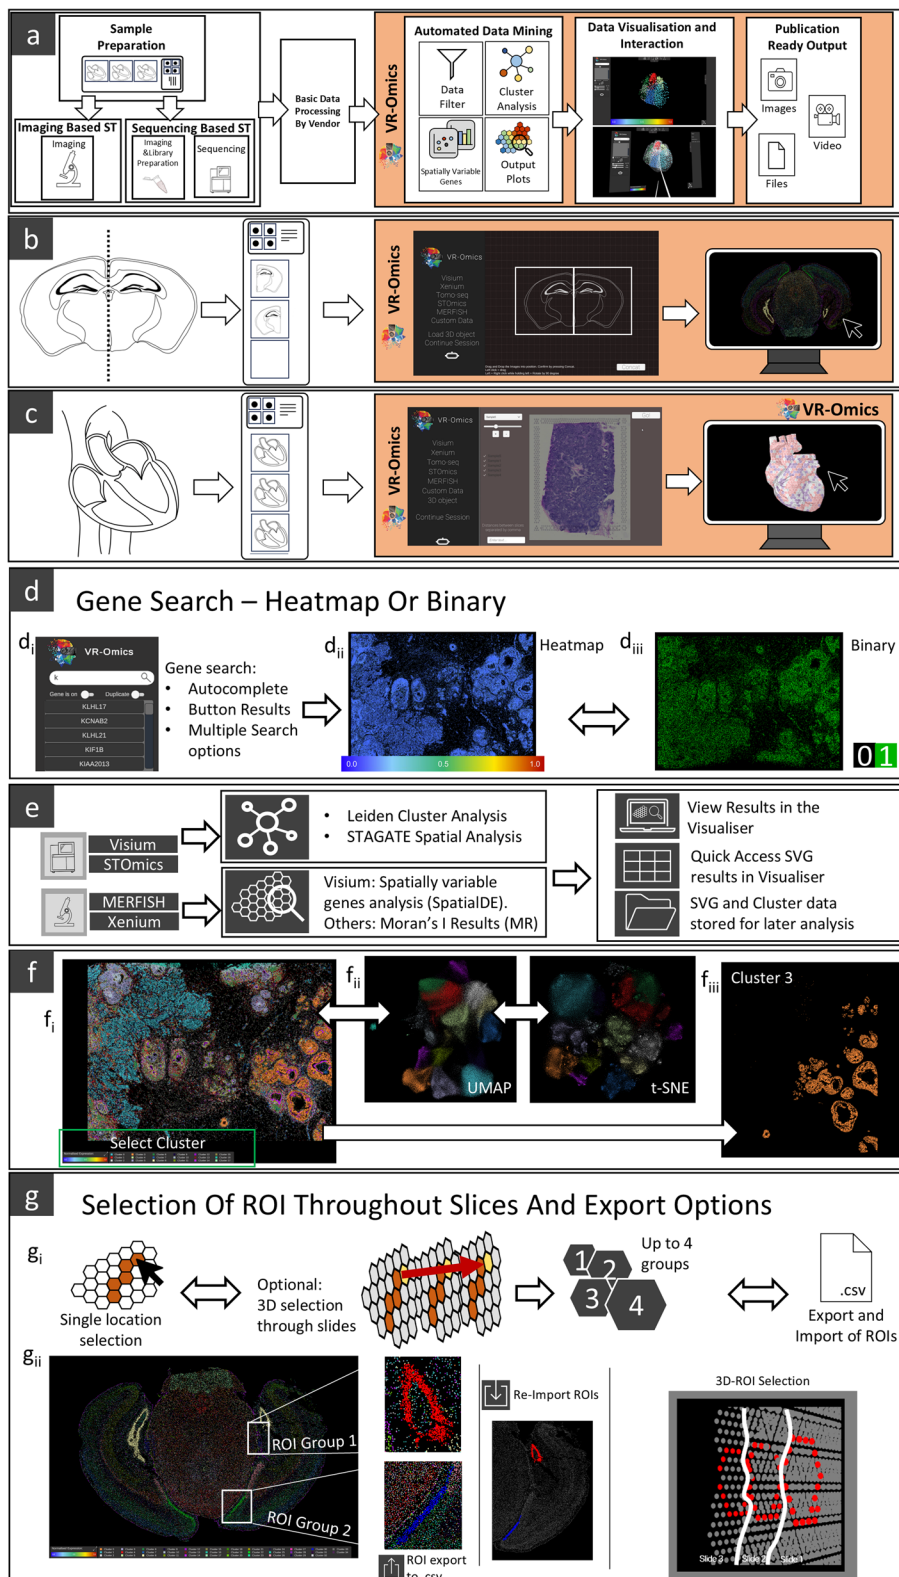 a
Sample
Preparation
Imaging Based ST
Imaging
Sequencing Based ST
Imaging
&Library
Preparation
Sequencing
Basic Data
Processing
By Vendor
VR-Omics
Automated Data Mining
Data
Filter
Cluster
Analysis
Spatially Variable
Genes
Output
Plots
Data Visualisation and
Interaction
Publication
Ready Output
Images
Video
Files
b
VR-Omics
VR-Omics
Visium
Xenium
Tomo-seq
STOmics
MERFISH
Custom Data
Load 3D object
Continue Session
Concat
c
VR-Omics
VR-Omics
Visium
Xenium
Tomo-seq
STOmics
MERFISH
Custom Data
3D object
Continue Session
Go!
VR-Omics
d
Gene Search – Heatmap Or Binary
di
VR-Omics
k
Gene is on
Duplicate
KLHL17
KCNAB2
KLHL21
KIF1B
KIAA2013
Gene search:
• Autocomplete
• Button Results
• Multiple Search
options
dii
Heatmap
0.0
0.5
1.0
diii
Binary
0 1
e
Visium
STOmics
MERFISH
Xenium
• Leiden Cluster Analysis
• STAGATE Spatial Analysis
Visium: Spatially variable
genes analysis (SpatialDE).
Others: Moran's I Results (MR)
View Results in the
Visualiser
Quick Access SVG
results in Visualiser
SVG and Cluster data
stored for later analysis
f
fi
Select Cluster
fii
UMAP
t-SNE
fiii
Cluster 3
g
Selection Of ROI Throughout Slices And Export Options
gi
Single location
selection
Optional:
3D selection
through slides
1
2
3
4
Up to 4
groups
.csv
Export and
Import of ROIs
gii
ROI Group 1
ROI Group 2
ROI export
to .csv
Re-Import ROIs
3D-ROI Selection
Slide 3
Slide 2
Slide 1